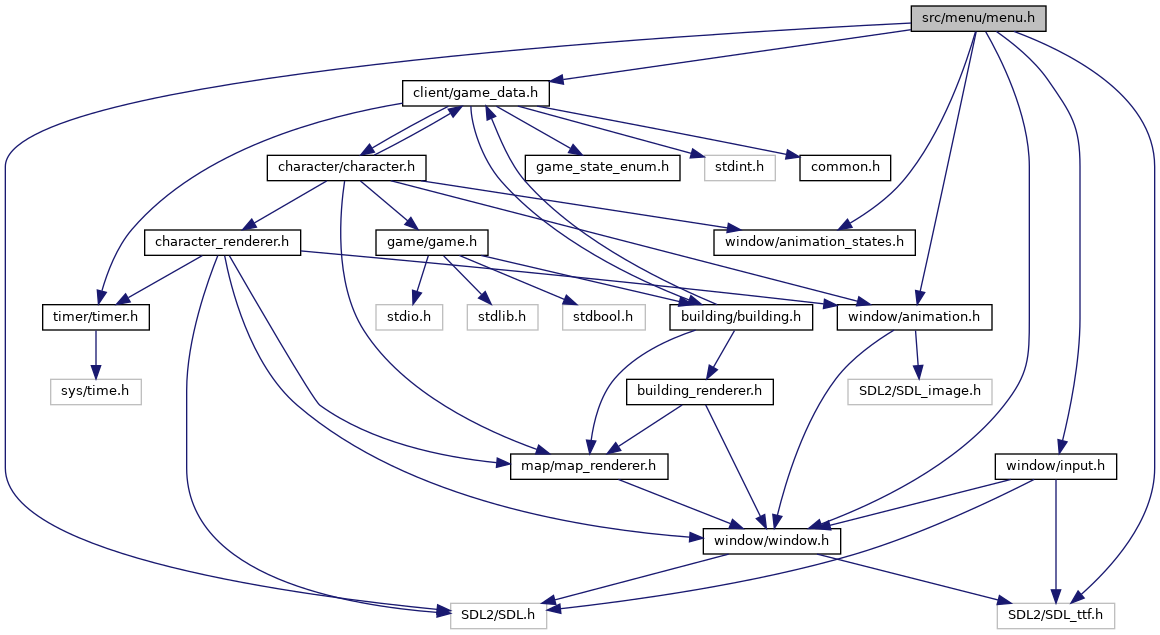 src/menu/menu.h
client/game_data.h
character/character.h
game_state_enum.h
stdint.h
common.h
character_renderer.h
game/game.h
window/animation_states.h
timer/timer.h
stdio.h
stdlib.h
stdbool.h
building/building.h
window/animation.h
sys/time.h
building_renderer.h
SDL2/SDL_image.h
map/map_renderer.h
window/input.h
window/window.h
SDL2/SDL.h
SDL2/SDL_ttf.h